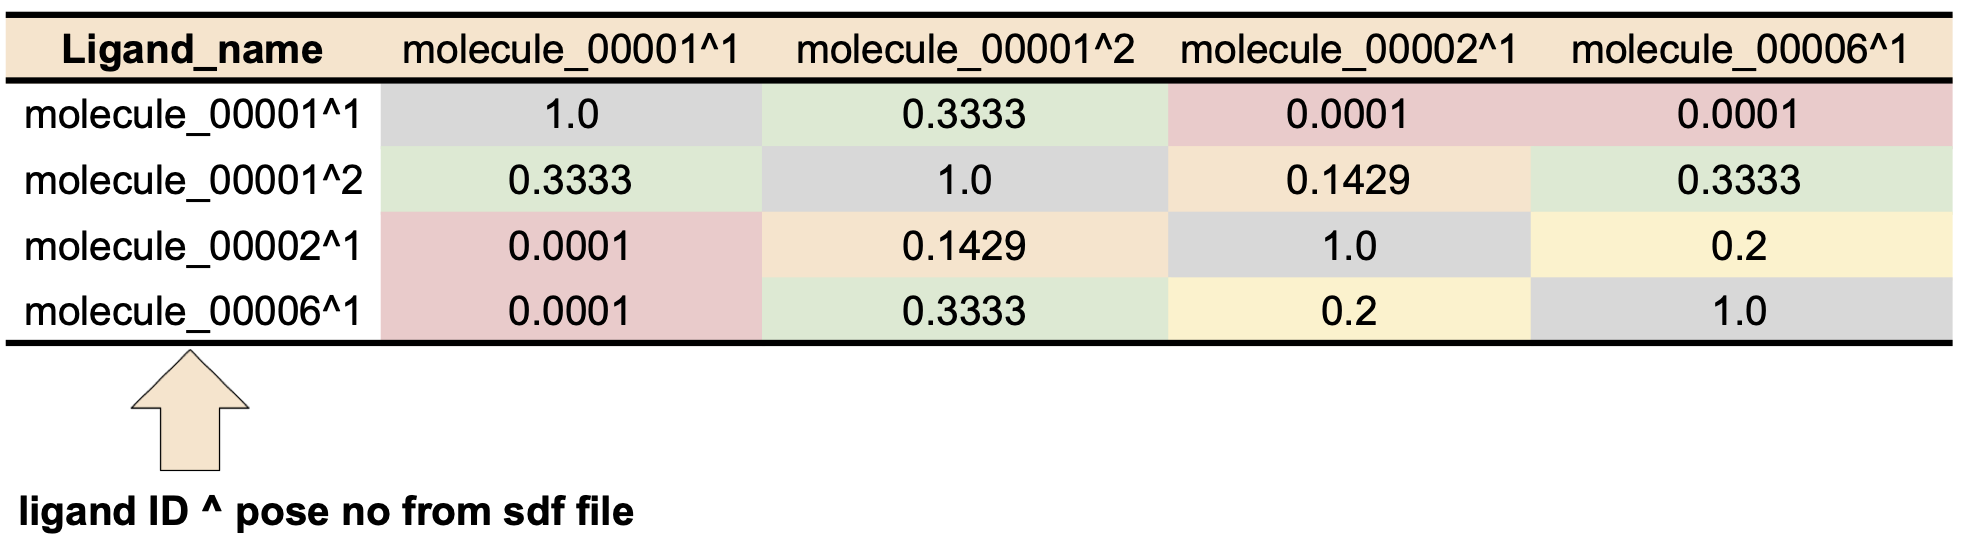 Ligand_name molecule_00001^1 molecule_00001^2 molecule_00002^1 molecule_00006^1
molecule_00001^1 1.0 0.3333 0.0001 0.0001
molecule_00001^2 0.3333 1.0 0.1429 0.3333
molecule_00002^1 0.0001 0.1429 1.0 0.2
molecule_00006^1 0.0001 0.3333 0.2 1.0
ligand ID ^ pose no from sdf file